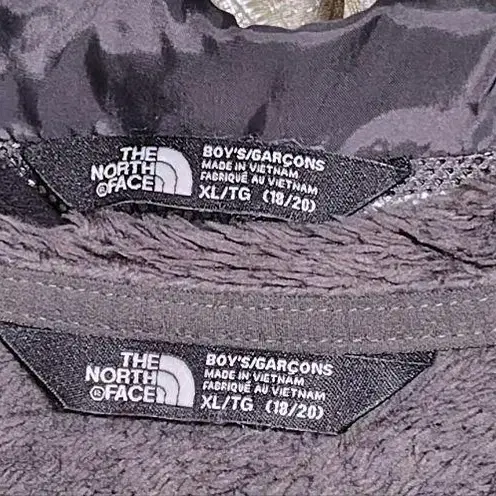 THE
NORTH
®FACE
BOY'S/GARÇONS
MADE IN VIETNAM
FABRIQUÉ AU VIETNAM
XL/TG (18/20)
THE
NORTH
®FACE
BOY'S/GARÇONS
MADE IN VIETNAM
FABRIQUÉ AU VIETNAM
XL/TG (18/20)